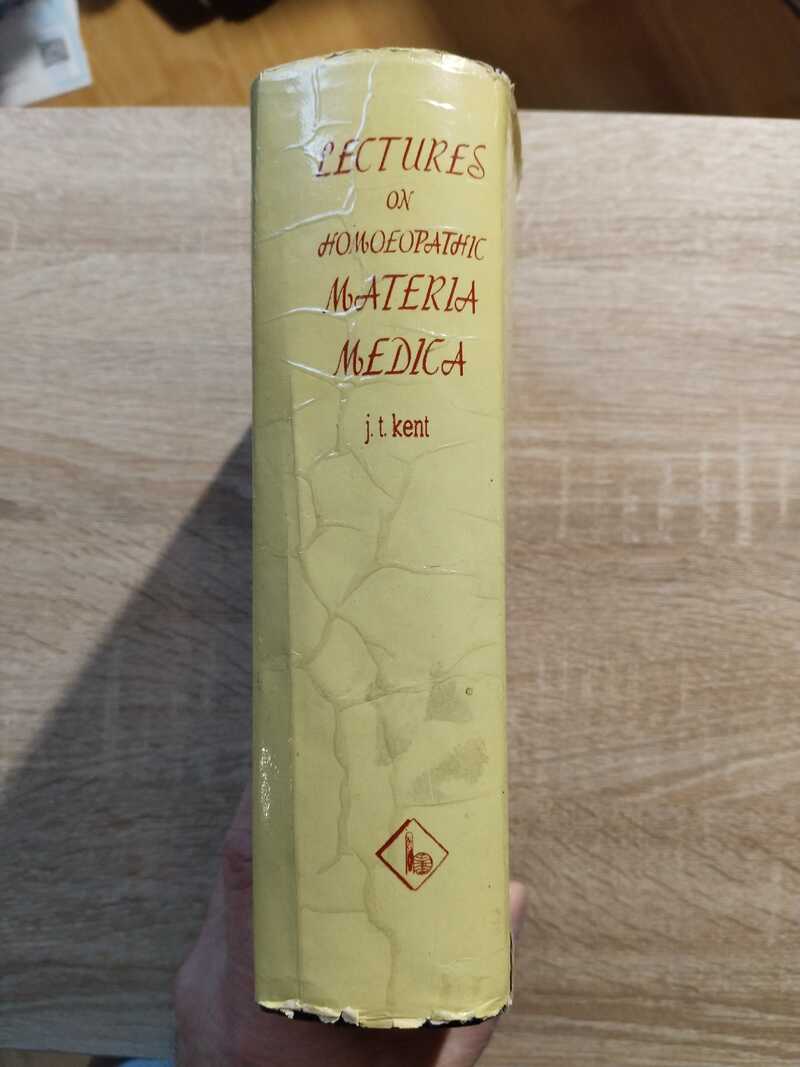 LECTURES
ON
HOMOEOPATHIC
MATERIA
MEDICA
j. t. kent